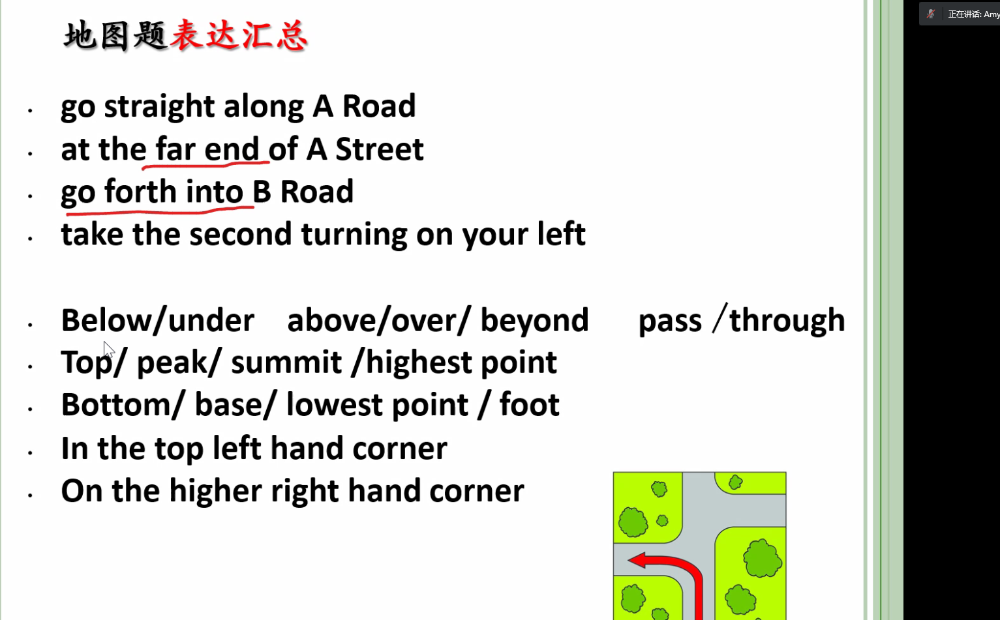 正在讲话: Amy
地图题表达汇总
· go straight along A Road
· at the far end of A Street
· go forth into B Road
· take the second turning on your left
· Below/under above/over/ beyond pass /through
· Top/ peak/ summit /highest point
· Bottom/ base/ lowest point / foot
· In the top left hand corner
· On the higher right hand corner